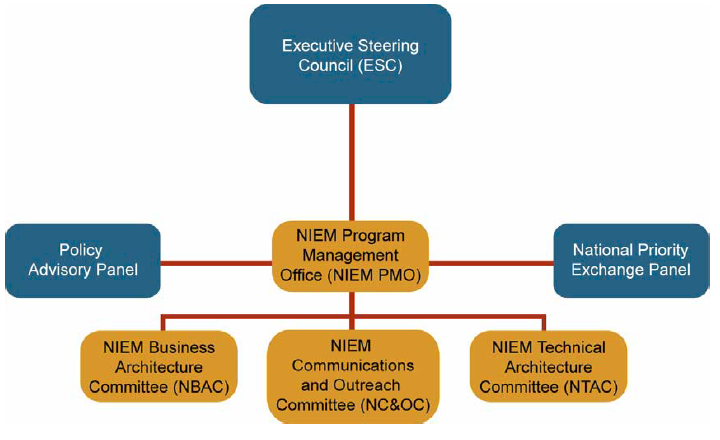 Executive Steering
Council (ESC)
Policy
Advisory Panel
NIEM Program
Management
Office (NIEM PMO)
National Priority
Exchange Panel
NIEM Business
Architecture
Committee (NBAC)
NIEM
Communications
and Outreach
Committee (NC&OC)
NIEM Technical
Architecture
Committee (NTAC)